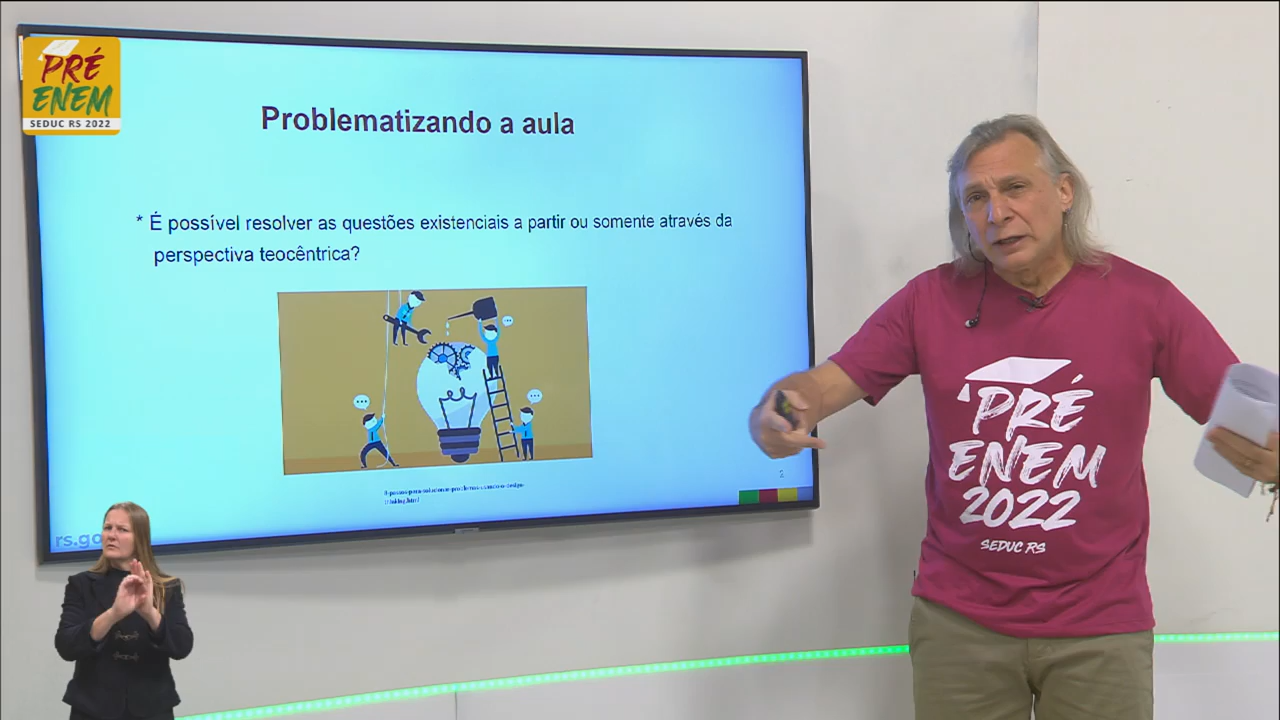 PRÉ
ENEM
SEDUC RS 2022
Problematizando a aula
* É possível resolver as questões existenciais a partir ou somente através da
perspectiva teocêntrica?
2
rs.go
PRÉ
ENEM
2022
SEDUC RS